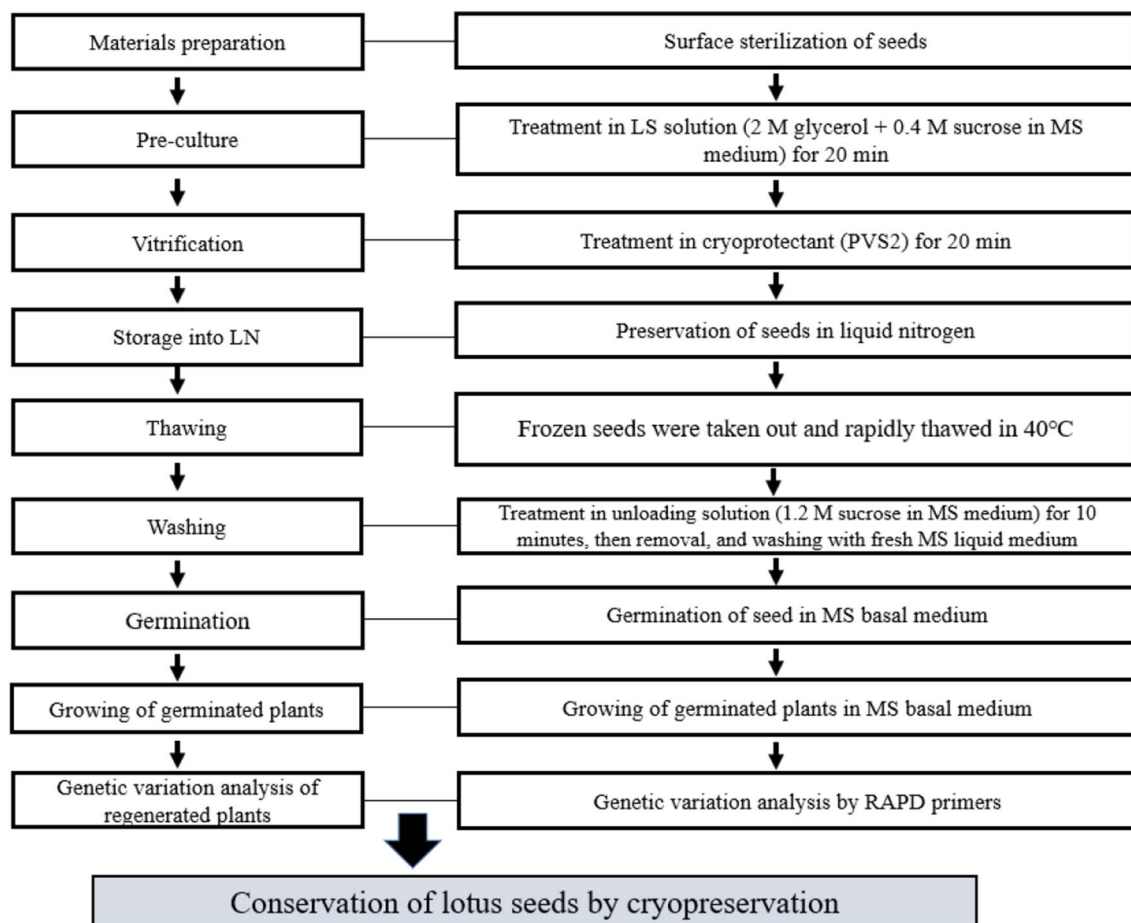 Materials preparation
Surface sterilization of seeds
Pre-culture
Treatment in LS solution (2 M glycerol + 0.4 M sucrose in MS
medium) for 20 min
Vitrification
Treatment in cryoprotectant (PVS2) for 20 min
Storage into LN
Preservation of seeds in liquid nitrogen
Thawing
Frozen seeds were taken out and rapidly thawed in 40°C
Washing
Treatment in unloading solution (1.2 M sucrose in MS medium) for 10
minutes, then removal, and washing with fresh MS liquid medium
Germination
Germination of seed in MS basal medium
Growing of germinated plants
Growing of germinated plants in MS basal medium
Genetic variation analysis of
regenerated plants
Genetic variation analysis by RAPD primers
Conservation of lotus seeds by cryopreservation